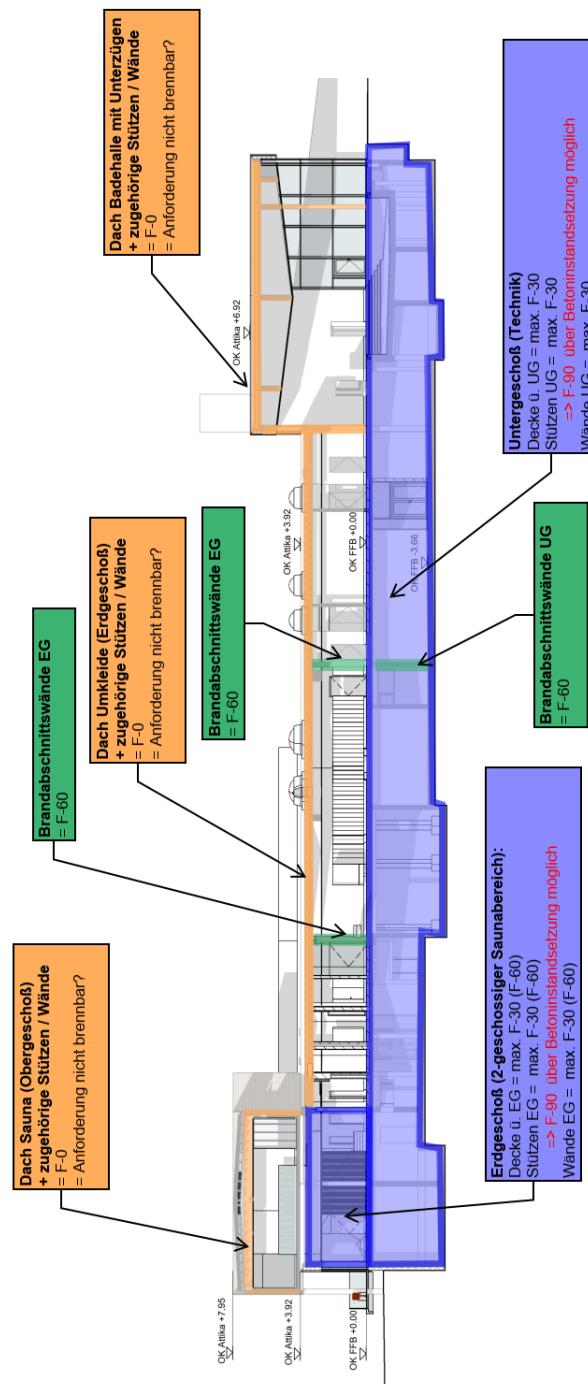 Dach Sauna (Obergeschoß)
+ zugehörige Stützen / Wände
= F-0
= Anforderung nicht brennbar?
Brandabschnittswände EG
= F-60
Dach Umkleide (Erdgeschoß)
+ zugehörige Stützen / Wände
= F-0
= Anforderung nicht brennbar?
Brandabschnittswände EG
= F-60
Dach Badehalle mit Unterzügen
+ zugehörige Stützen / Wände
= F-0
= Anforderung nicht brennbar?
OK Attika +7.95
OK Attika +3.92
OK FFB +0.00
OK Attika +6.92
OK Attika +3.92
OK FFB +0.00
OK FFB -3.66
Erdgeschoß (2-geschossiger Saunabereich):
Decke ü. EG = max. F-30 (F-60)
Stützen EG = max. F-30 (F-60)
=> F-90 über Betoninstandsetzung möglich
Wände EG = max. F-30 (F-60)
Brandabschnittswände UG
= F-60
Untergeschoß (Technik)
Decke ü. UG = max. F-30
Stützen UG = max. F-30
=> F-90 über Betoninstandsetzung möglich
Wände UG = max. F-30